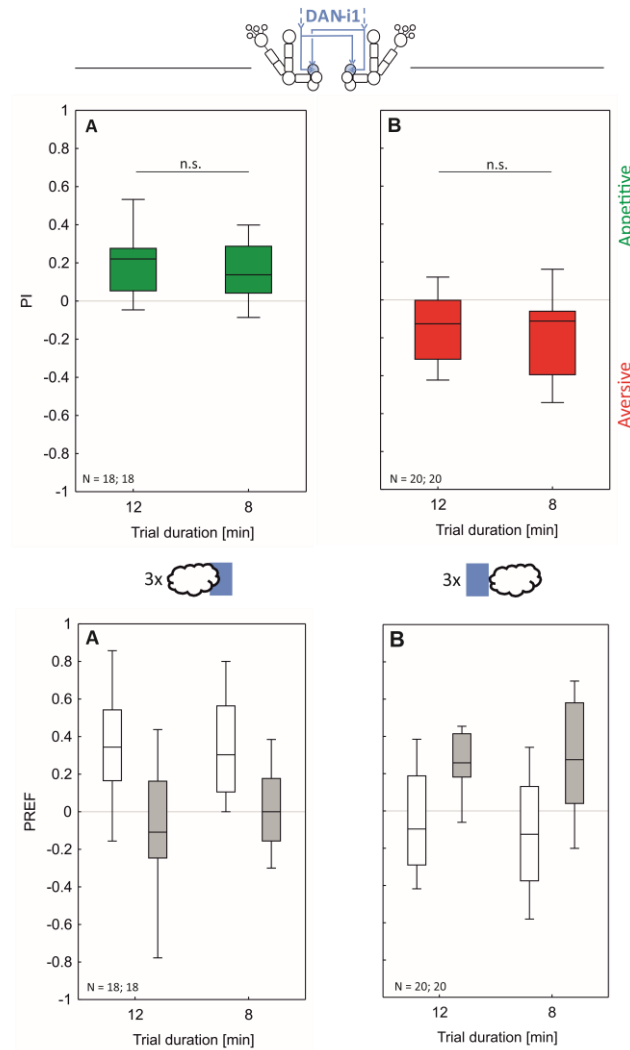 DAN-i1
A
B
n.s.
n.s.
1
0.8
0.6
0.4
0.2
0
-0.2
-0.4
-0.6
-0.8
-1
PI
Appetitive
Aversive
N = 18; 18
N = 20; 20
12
8
12
8
Trial duration [min]
Trial duration [min]
3x
3x
A
B
1
0.8
0.6
0.4
0.2
0
-0.2
-0.4
-0.6
-0.8
-1
PREF
N = 18; 18
N = 20; 20
12
8
12
8
Trial duration [min]
Trial duration [min]